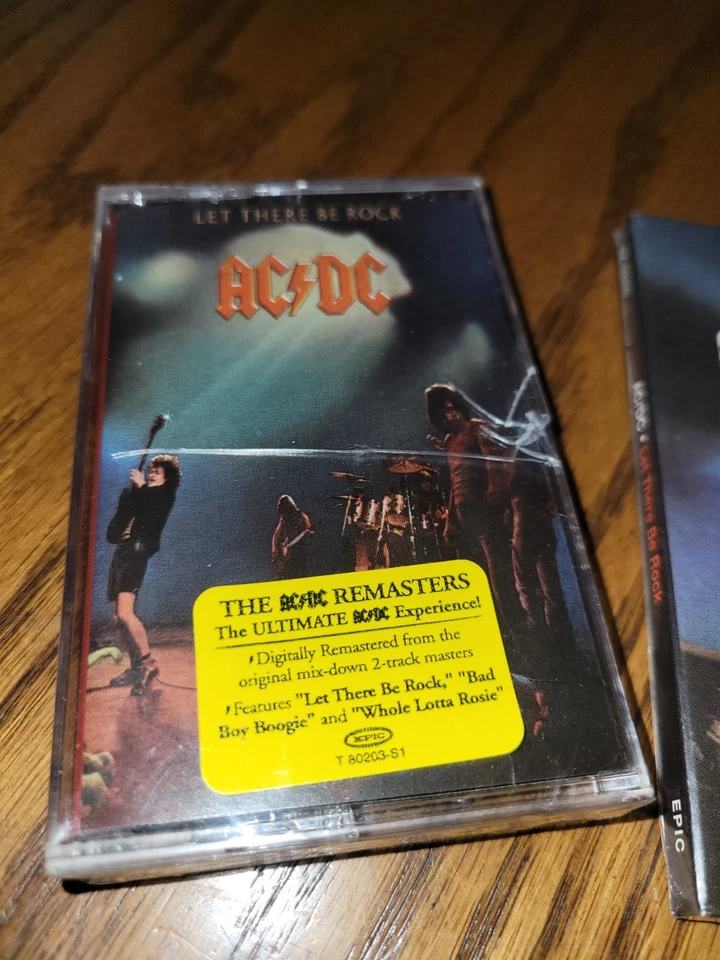 LET THERE BE ROCK
AC/DC
THE AC/DC REMASTERS
The ULTIMATE AC/DC Experience!
Digitally Remastered from the
original mix-down 2-track masters
Features "Let There Be Rock," "Bad
Boy Boogie" and "Whole Lotta Rosie"
EPIC
T 80203-S1
AC/DC • Let There Be Rock
EPIC